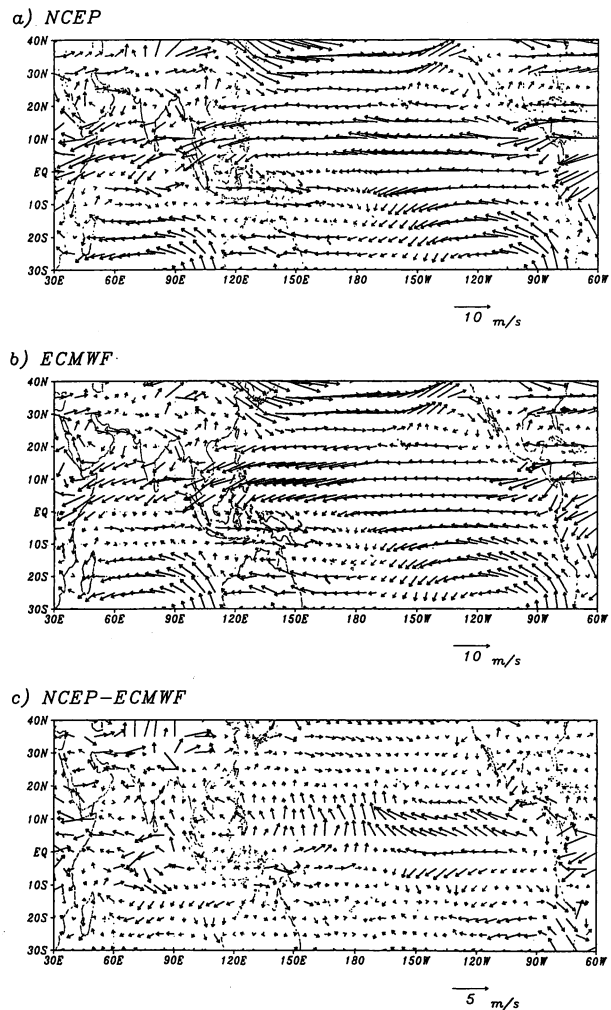 a) NCEP
40N
30N
20N
10N
EQ
10S
20S
30S
30E 60E 90E 120E 150E 180 150W 120W 90W 60W
10 m/s
b) ECMWF
40N
30N
20N
10N
EQ
10S
20S
30S
30E 60E 90E 120E 150E 180 150W 120W 90W 60W
10 m/s
c) NCEP-ECMWF
40N
30N
20N
10N
EQ
10S
20S
30S
30E 60E 90E 120E 150E 180 150W 120W 90W 60W
5 m/s